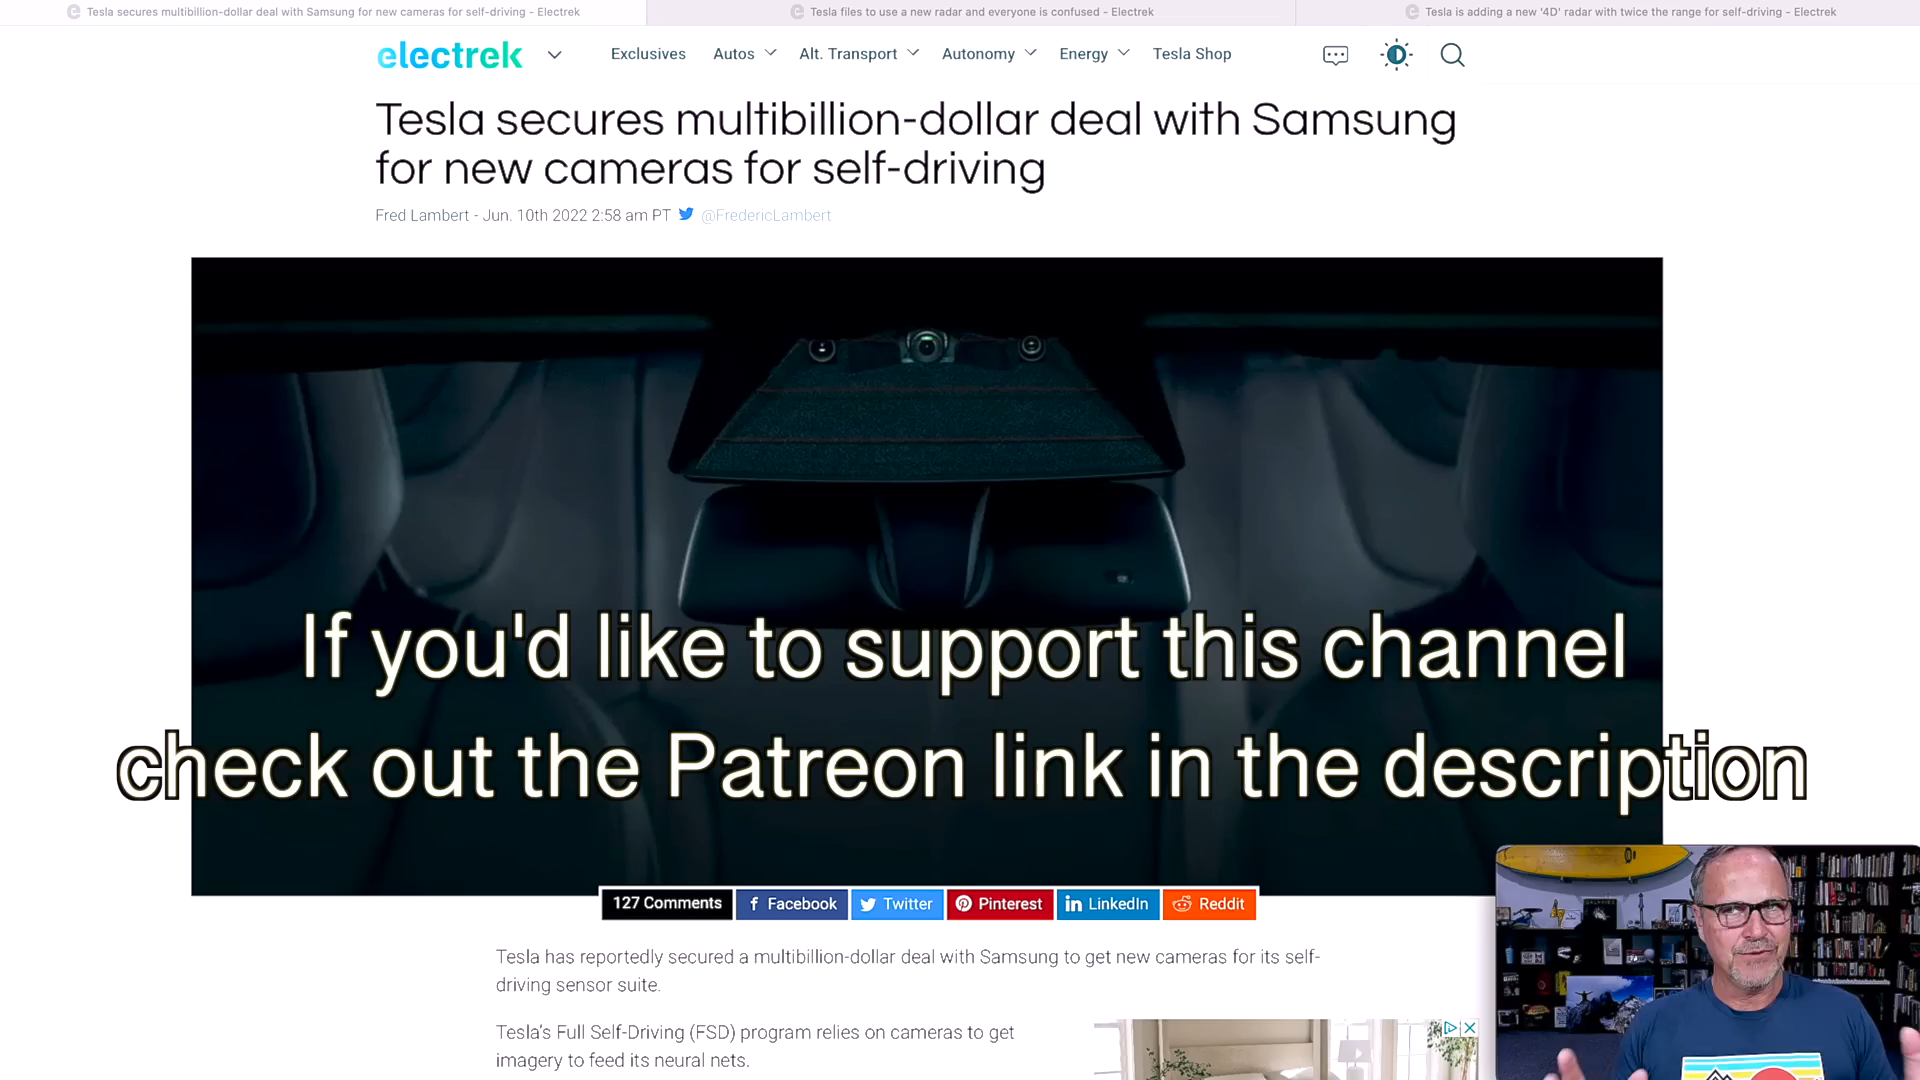 Tesla secures multibillion-dollar deal with Samsung for new cameras for self-driving - Electrek
Tesla files to use a new radar and everyone is confused - Electrek
Tesla is adding a new '4D' radar with twice the range for self-driving - Electrek
electrek
Exclusives
Autos
Alt. Transport
Autonomy
Energy
Tesla Shop
Tesla secures multibillion-dollar deal with Samsung
for new cameras for self-driving
Fred Lambert - Jun. 10th 2022 2:58 am PT @FredericLambert
If you'd like to support this channel
check out the Patreon link in the description
127 Comments
Facebook
Twitter
Pinterest
LinkedIn
Reddit
Tesla has reportedly secured a multibillion-dollar deal with Samsung to get new cameras for its self-
driving sensor suite.
Tesla’s Full Self-Driving (FSD) program relies on cameras to get
imagery to feed its neural nets.